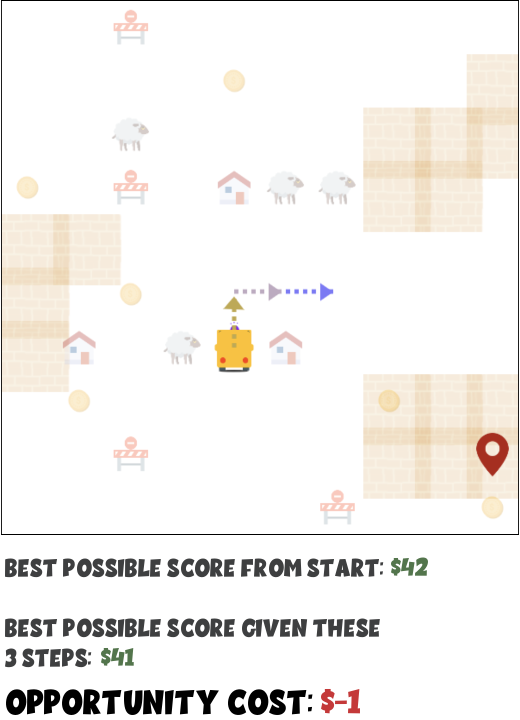 BEST POSSIBLE SCORE FROM START: $42
BEST POSSIBLE SCORE GIVEN THESE
3 STEPS: $41
OPPORTUNITY COST: $-1